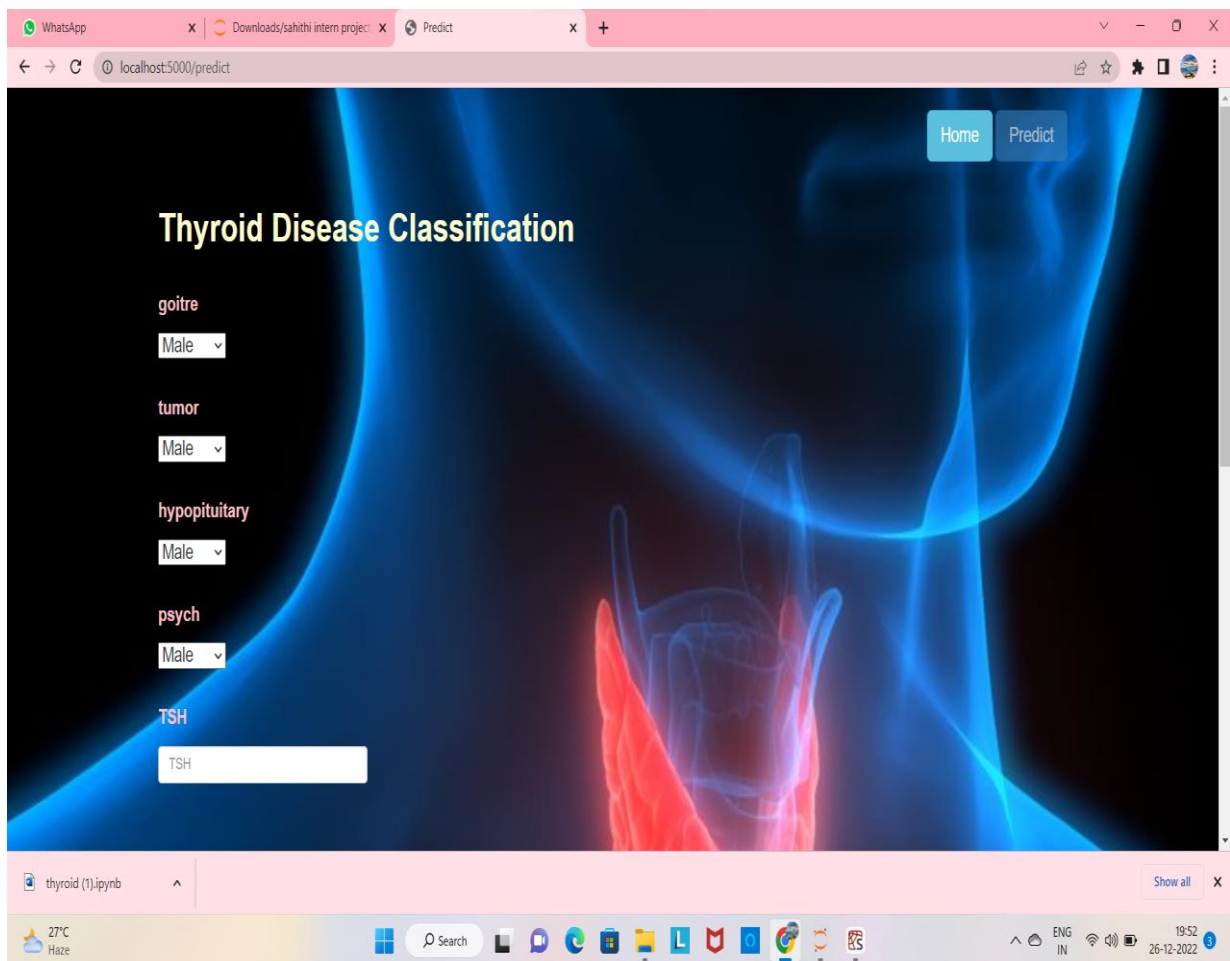 WhatsApp
Downloads/sahithi intern project
Predict
localhost:5000/predict
Home Predict
Thyroid Disease Classification
goitre
Male
tumor
Male
hypopituitary
Male
psych
Male
TSH
TSH
thyroid (1).ipynb
Show all
27°C
Haze
Search
ENG
IN
19:52
26-12-2022
3